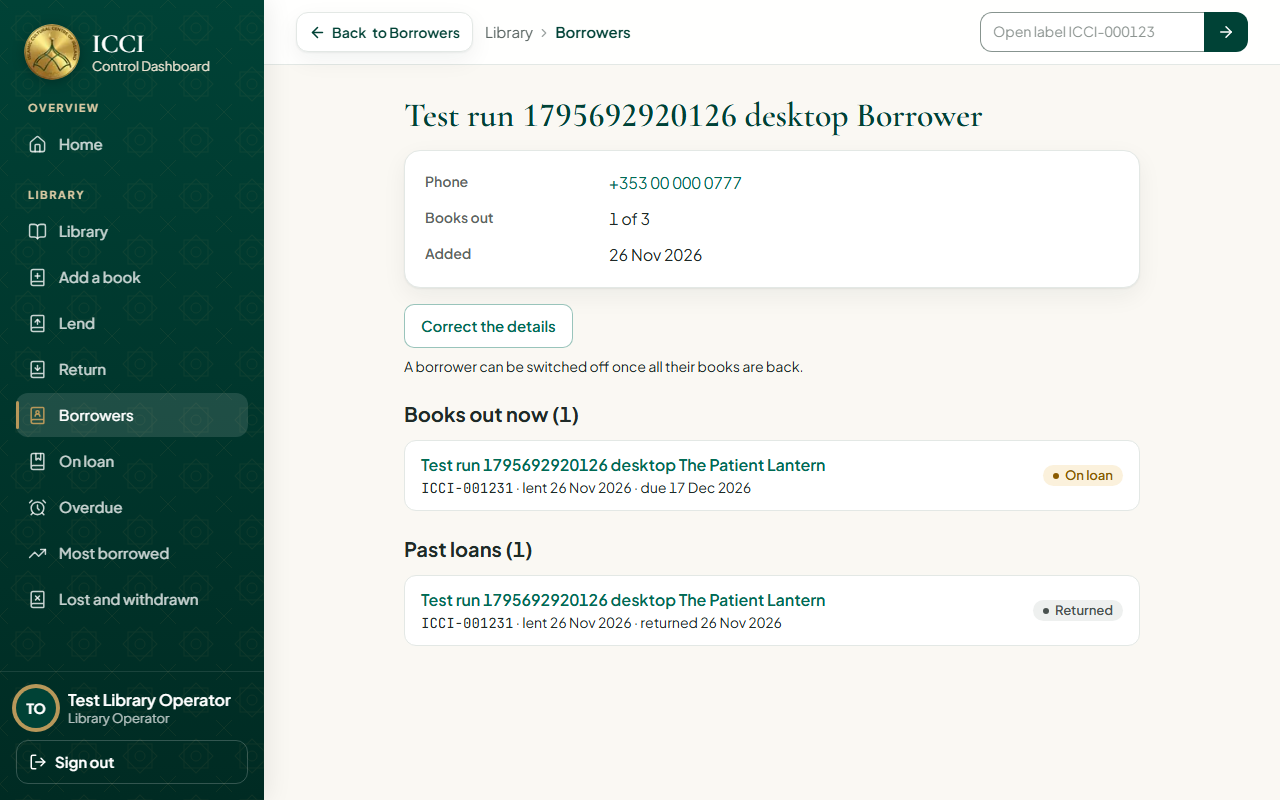 ICCI
Control Dashboard
OVERVIEW
Home
LIBRARY
Library
Add a book
Lend
Return
Borrowers
On loan
Overdue
Most borrowed
Lost and withdrawn
TO
Test Library Operator
Library Operator
Sign out
Back to Borrowers
Library
Borrowers
Open label ICCI-000123
Test run 1795692920126 desktop Borrower
Phone
+353 00 000 0777
Books out
1 of 3
Added
26 Nov 2026
Correct the details
A borrower can be switched off once all their books are back.
Books out now (1)
Test run 1795692920126 desktop The Patient Lantern
ICCI-001231 · lent 26 Nov 2026 · due 17 Dec 2026
On loan
Past loans (1)
Test run 1795692920126 desktop The Patient Lantern
ICCI-001231 · lent 26 Nov 2026 · returned 26 Nov 2026
Returned